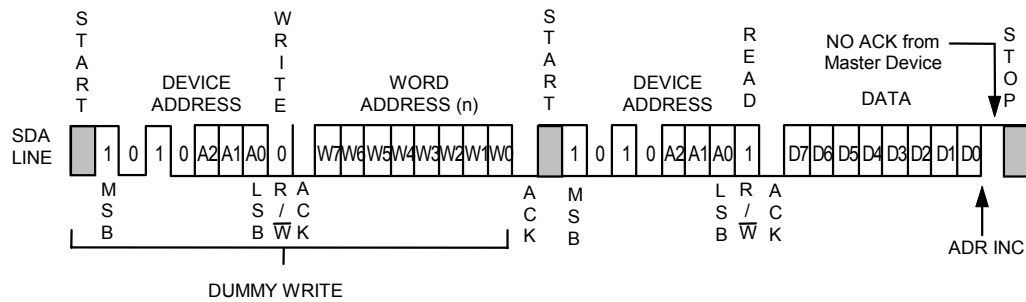 START
DEVICE
ADDRESS
WRITE
WORD
ADDRESS (n)
START
DEVICE
ADDRESS
READ
DATA
NO ACK from
Master Device
STOP
SDA
LINE
1 0 1 0 A2 A1 A0 0 W7 W6 W5 W4 W3 W2 W1 W0 1 0 1 0 A2 A1 A0 1 D7 D6 D5 D4 D3 D2 D1 D0
MSB
LSB
R/W̅
ACK
ACK
MSB
LSB
R/W̅
ACK
ADR INC
DUMMY WRITE